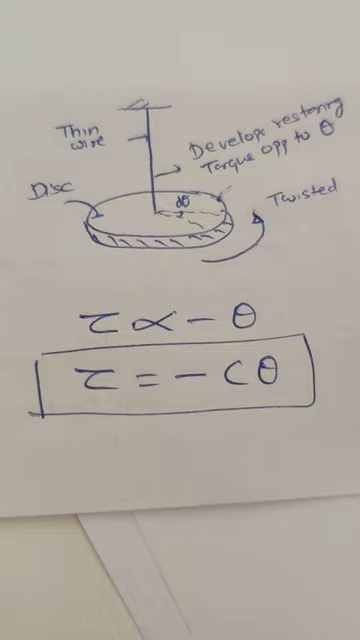 Thin
wire
Develops restoring
Torque opp to θ
Disc
dθ
Twisted
τ ∝ - θ
τ = - Cθ